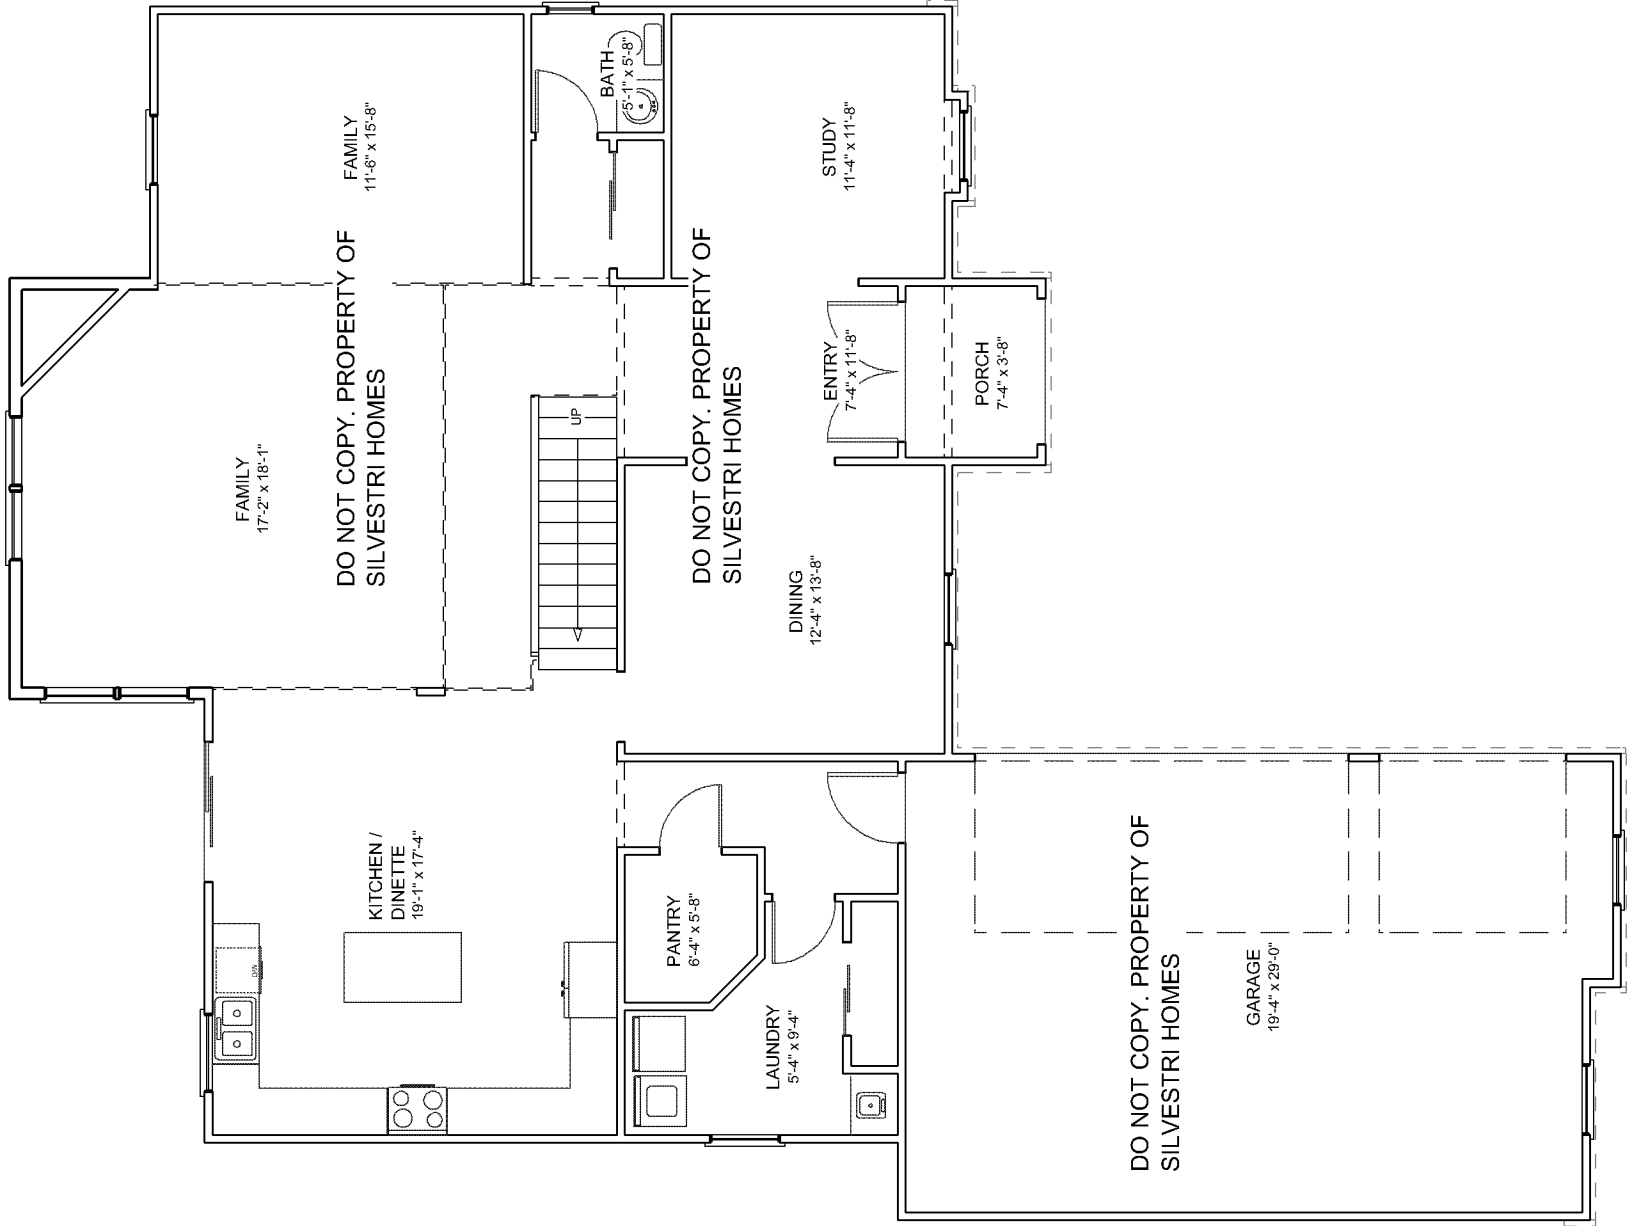 FAMILY
17'-2" x 18'-1"
FAMILY
11'-6" x 15'-8"
DO NOT COPY. PROPERTY OF
SILVESTRI HOMES
KITCHEN /
DINETTE
19'-1" x 17'-4"
D/W
UP
BATH
5'-1" x 5'-8"
PANTRY
6'-4" x 5'-8"
DO NOT COPY. PROPERTY OF
SILVESTRI HOMES
LAUNDRY
5'-4" x 9'-4"
DINING
12'-4" x 13'-8"
ENTRY
7'-4" x 11'-8"
STUDY
11'-4" x 11'-8"
PORCH
7'-4" x 3'-8"
DO NOT COPY. PROPERTY OF
SILVESTRI HOMES
GARAGE
19'-4" x 29'-0"